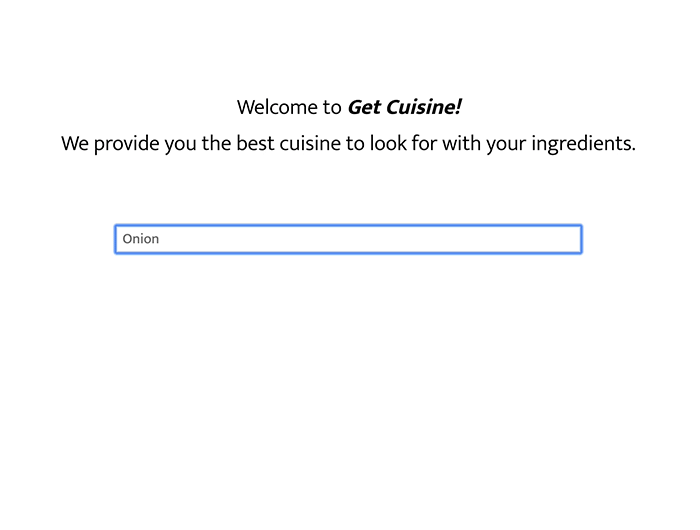 Welcome to Get Cuisine!
We provide you the best cuisine to look for with your ingredients.
Onion